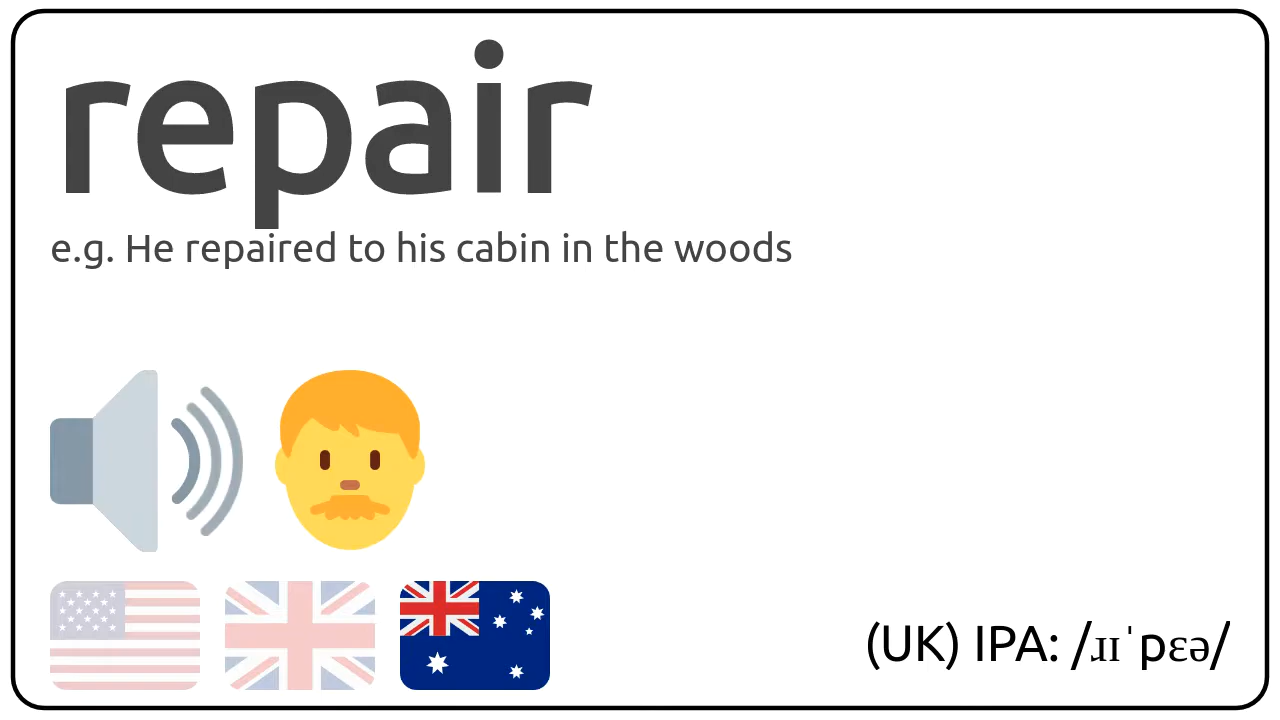 repair
e.g. He repaired to his cabin in the woods
(UK) IPA: /ɹɪˈpɛə/